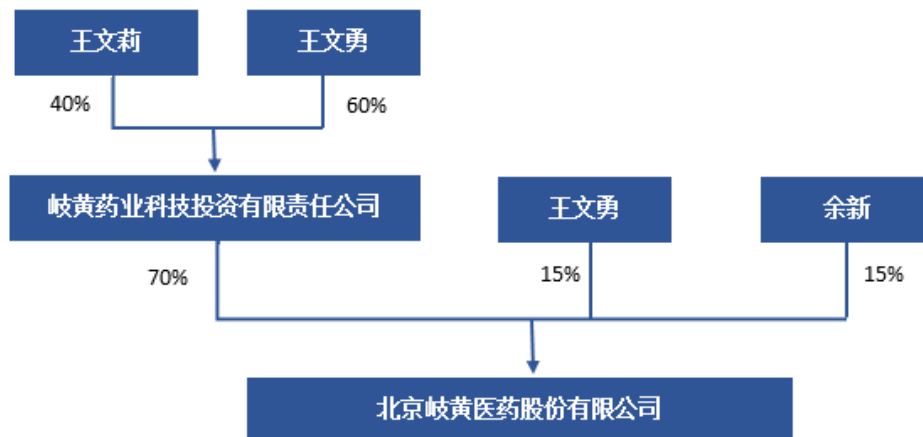 王文莉
王文勇
40%
60%
岐黄药业科技投资有限责任公司
王文勇
余新
70%
15%
15%
北京岐黄医药股份有限公司